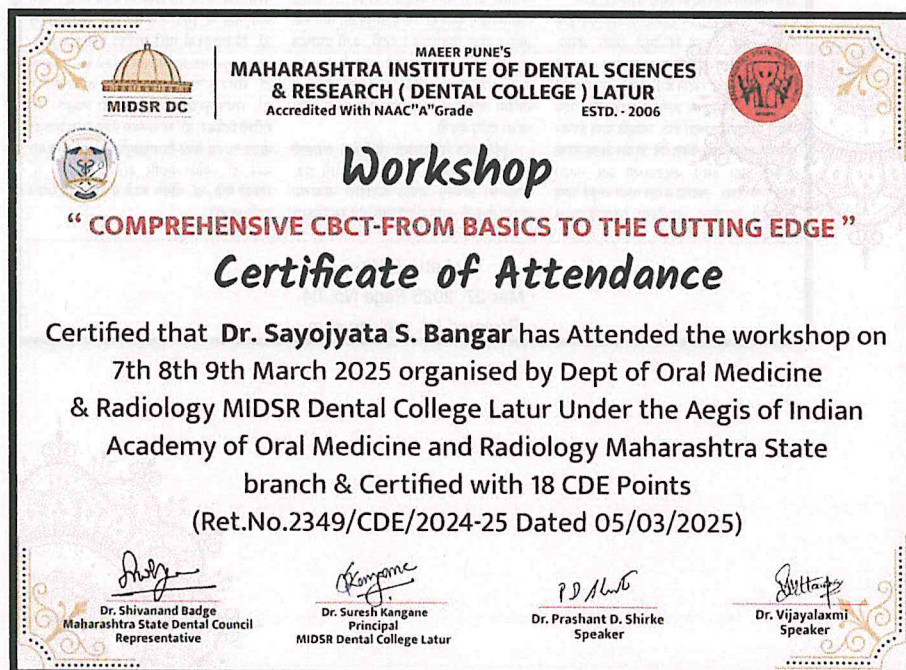 MAEER PUNE'S
MAHARASHTRA INSTITUTE OF DENTAL SCIENCES
& RESEARCH ( DENTAL COLLEGE ) LATUR
Accredited With NAAC"A"Grade ESTD. - 2006
MIDSR DC
Workshop
" COMPREHENSIVE CBCT-FROM BASICS TO THE CUTTING EDGE "
Certificate of Attendance
Certified that Dr. Sayojyata S. Bangar has Attended the workshop on
7th 8th 9th March 2025 organised by Dept of Oral Medicine
& Radiology MIDSR Dental College Latur Under the Aegis of Indian
Academy of Oral Medicine and Radiology Maharashtra State
branch & Certified with 18 CDE Points
(Ret.No.2349/CDE/2024-25 Dated 05/03/2025)
Dr. Shivanand Badge
Maharashtra State Dental Council
Representative
Dr. Suresh Kangane
Principal
MIDSR Dental College Latur
Dr. Prashant D. Shirke
Speaker
Dr. Vijayalaxmi
Speaker